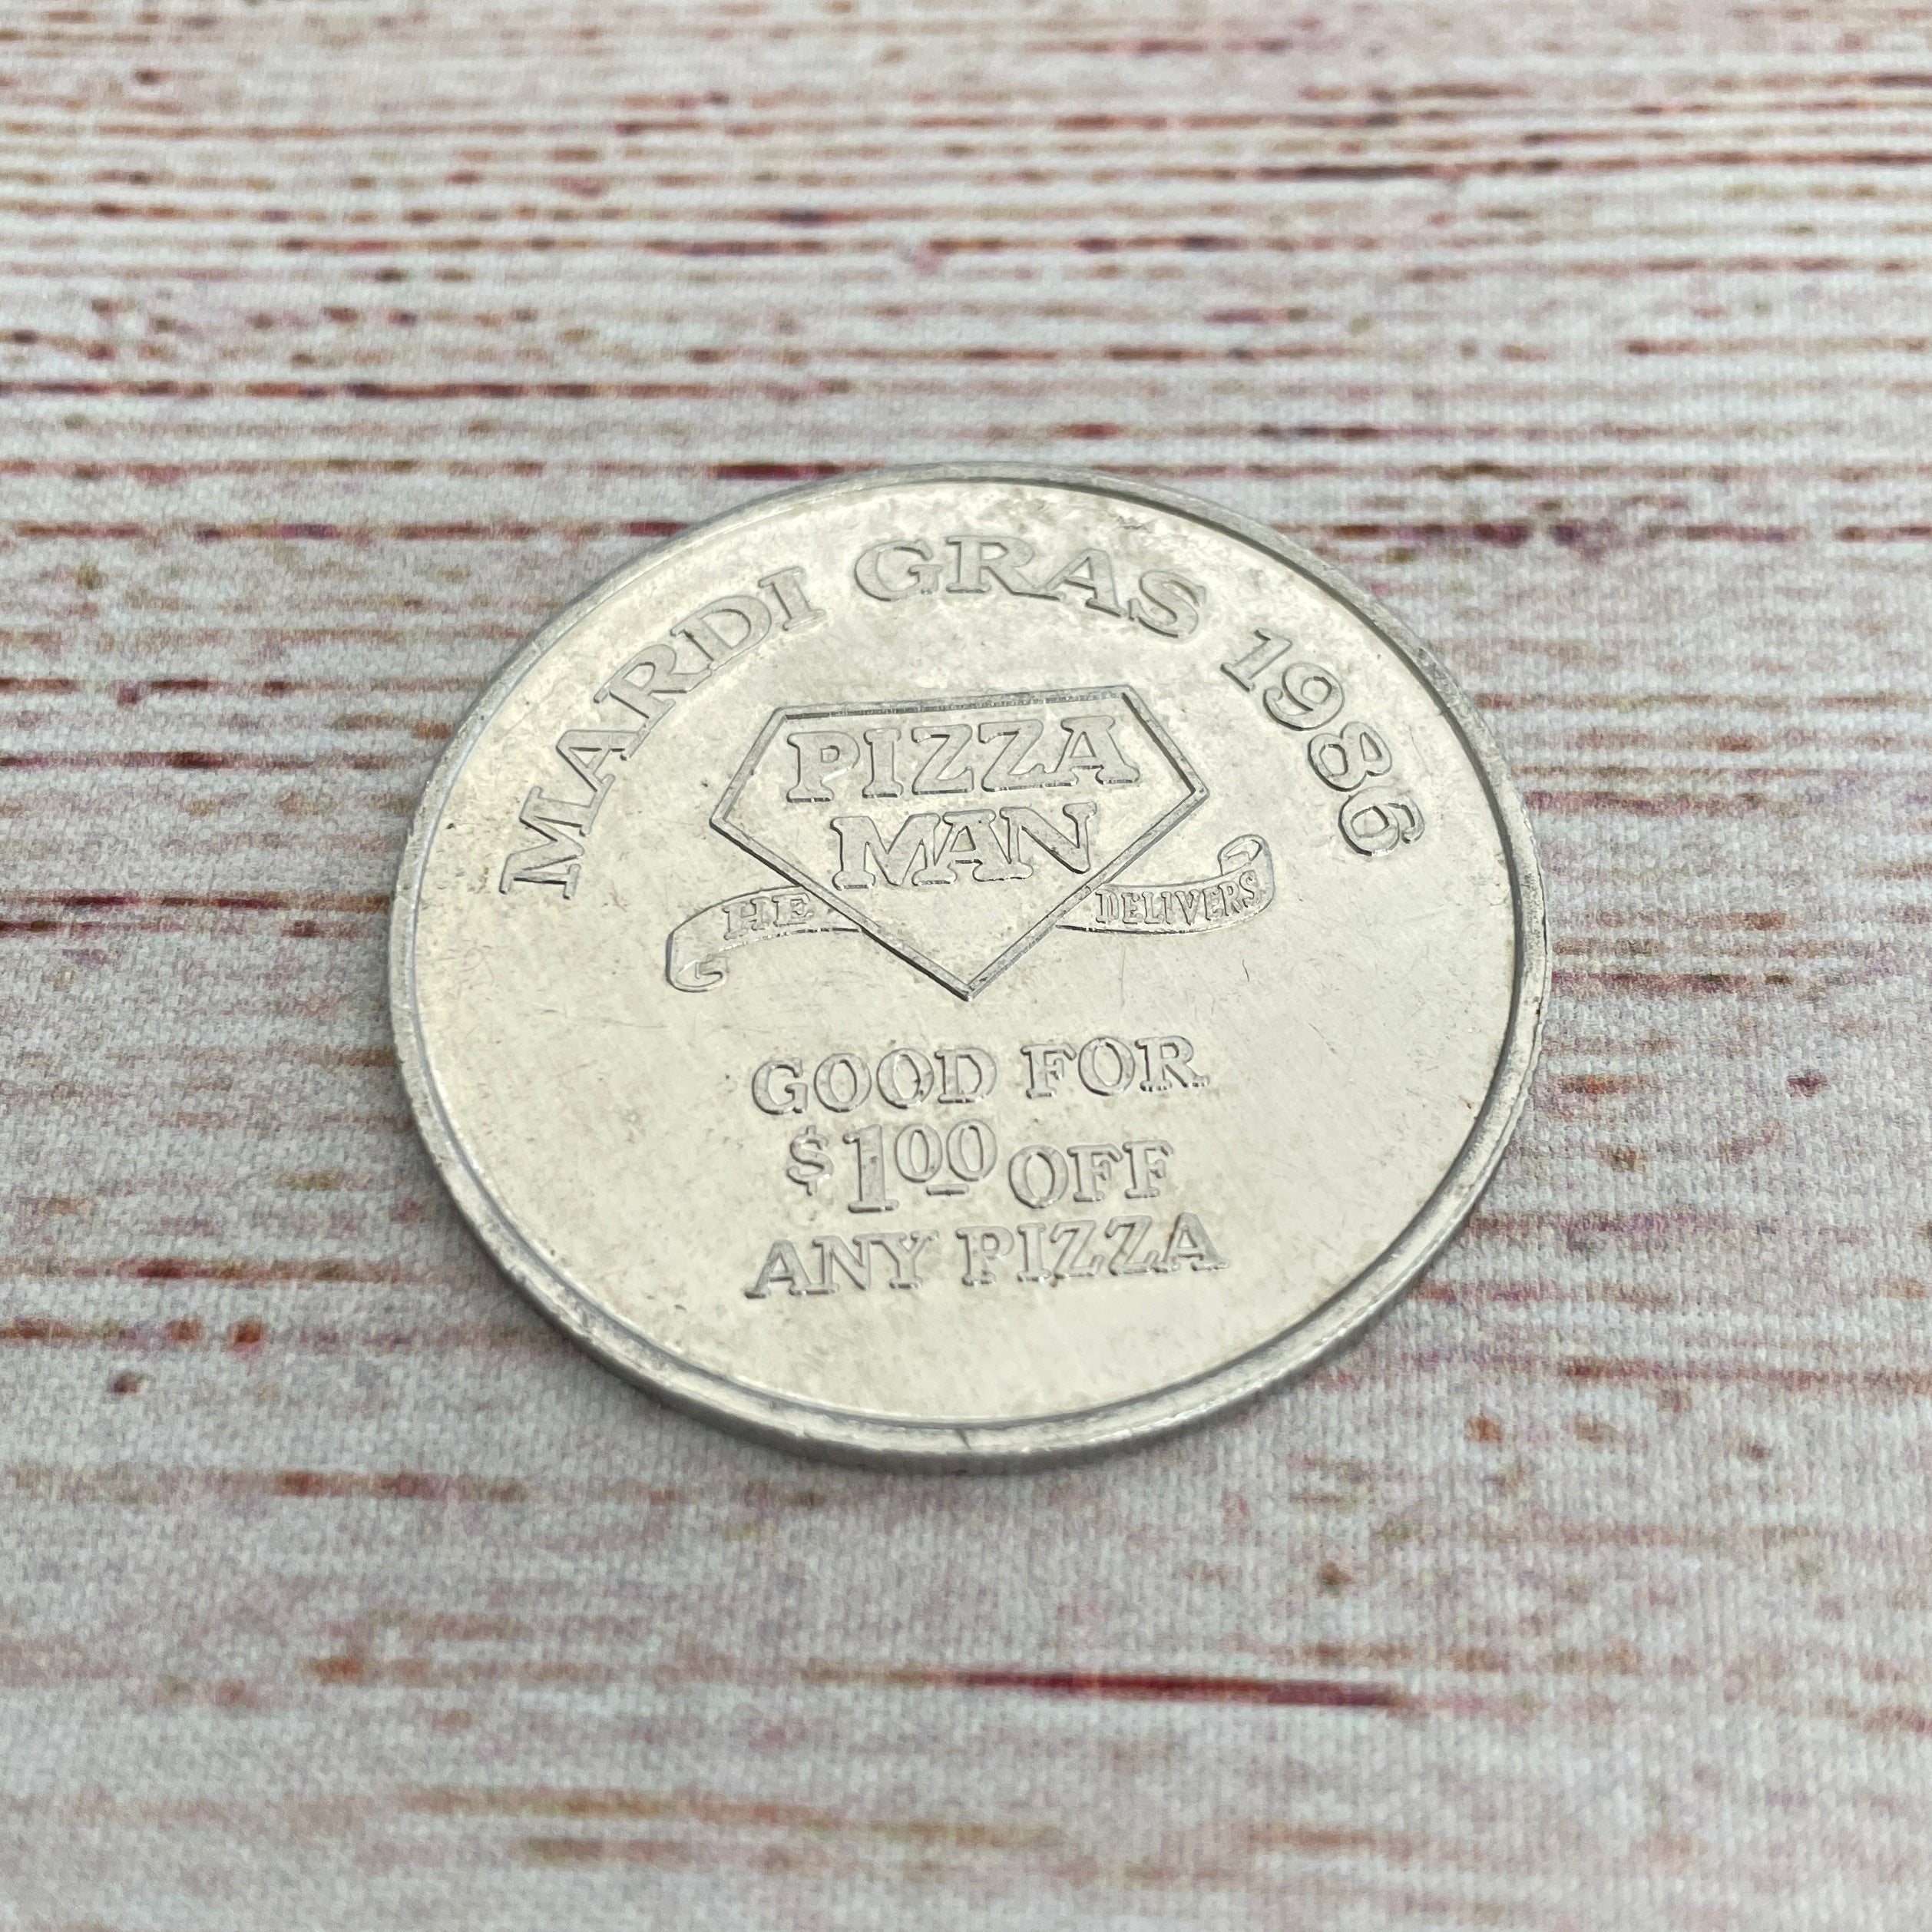 MARDI GRAS 1986
PIZZA
MAN
HE DELIVERS
GOOD FOR
$1.00 OFF
ANY PIZZA